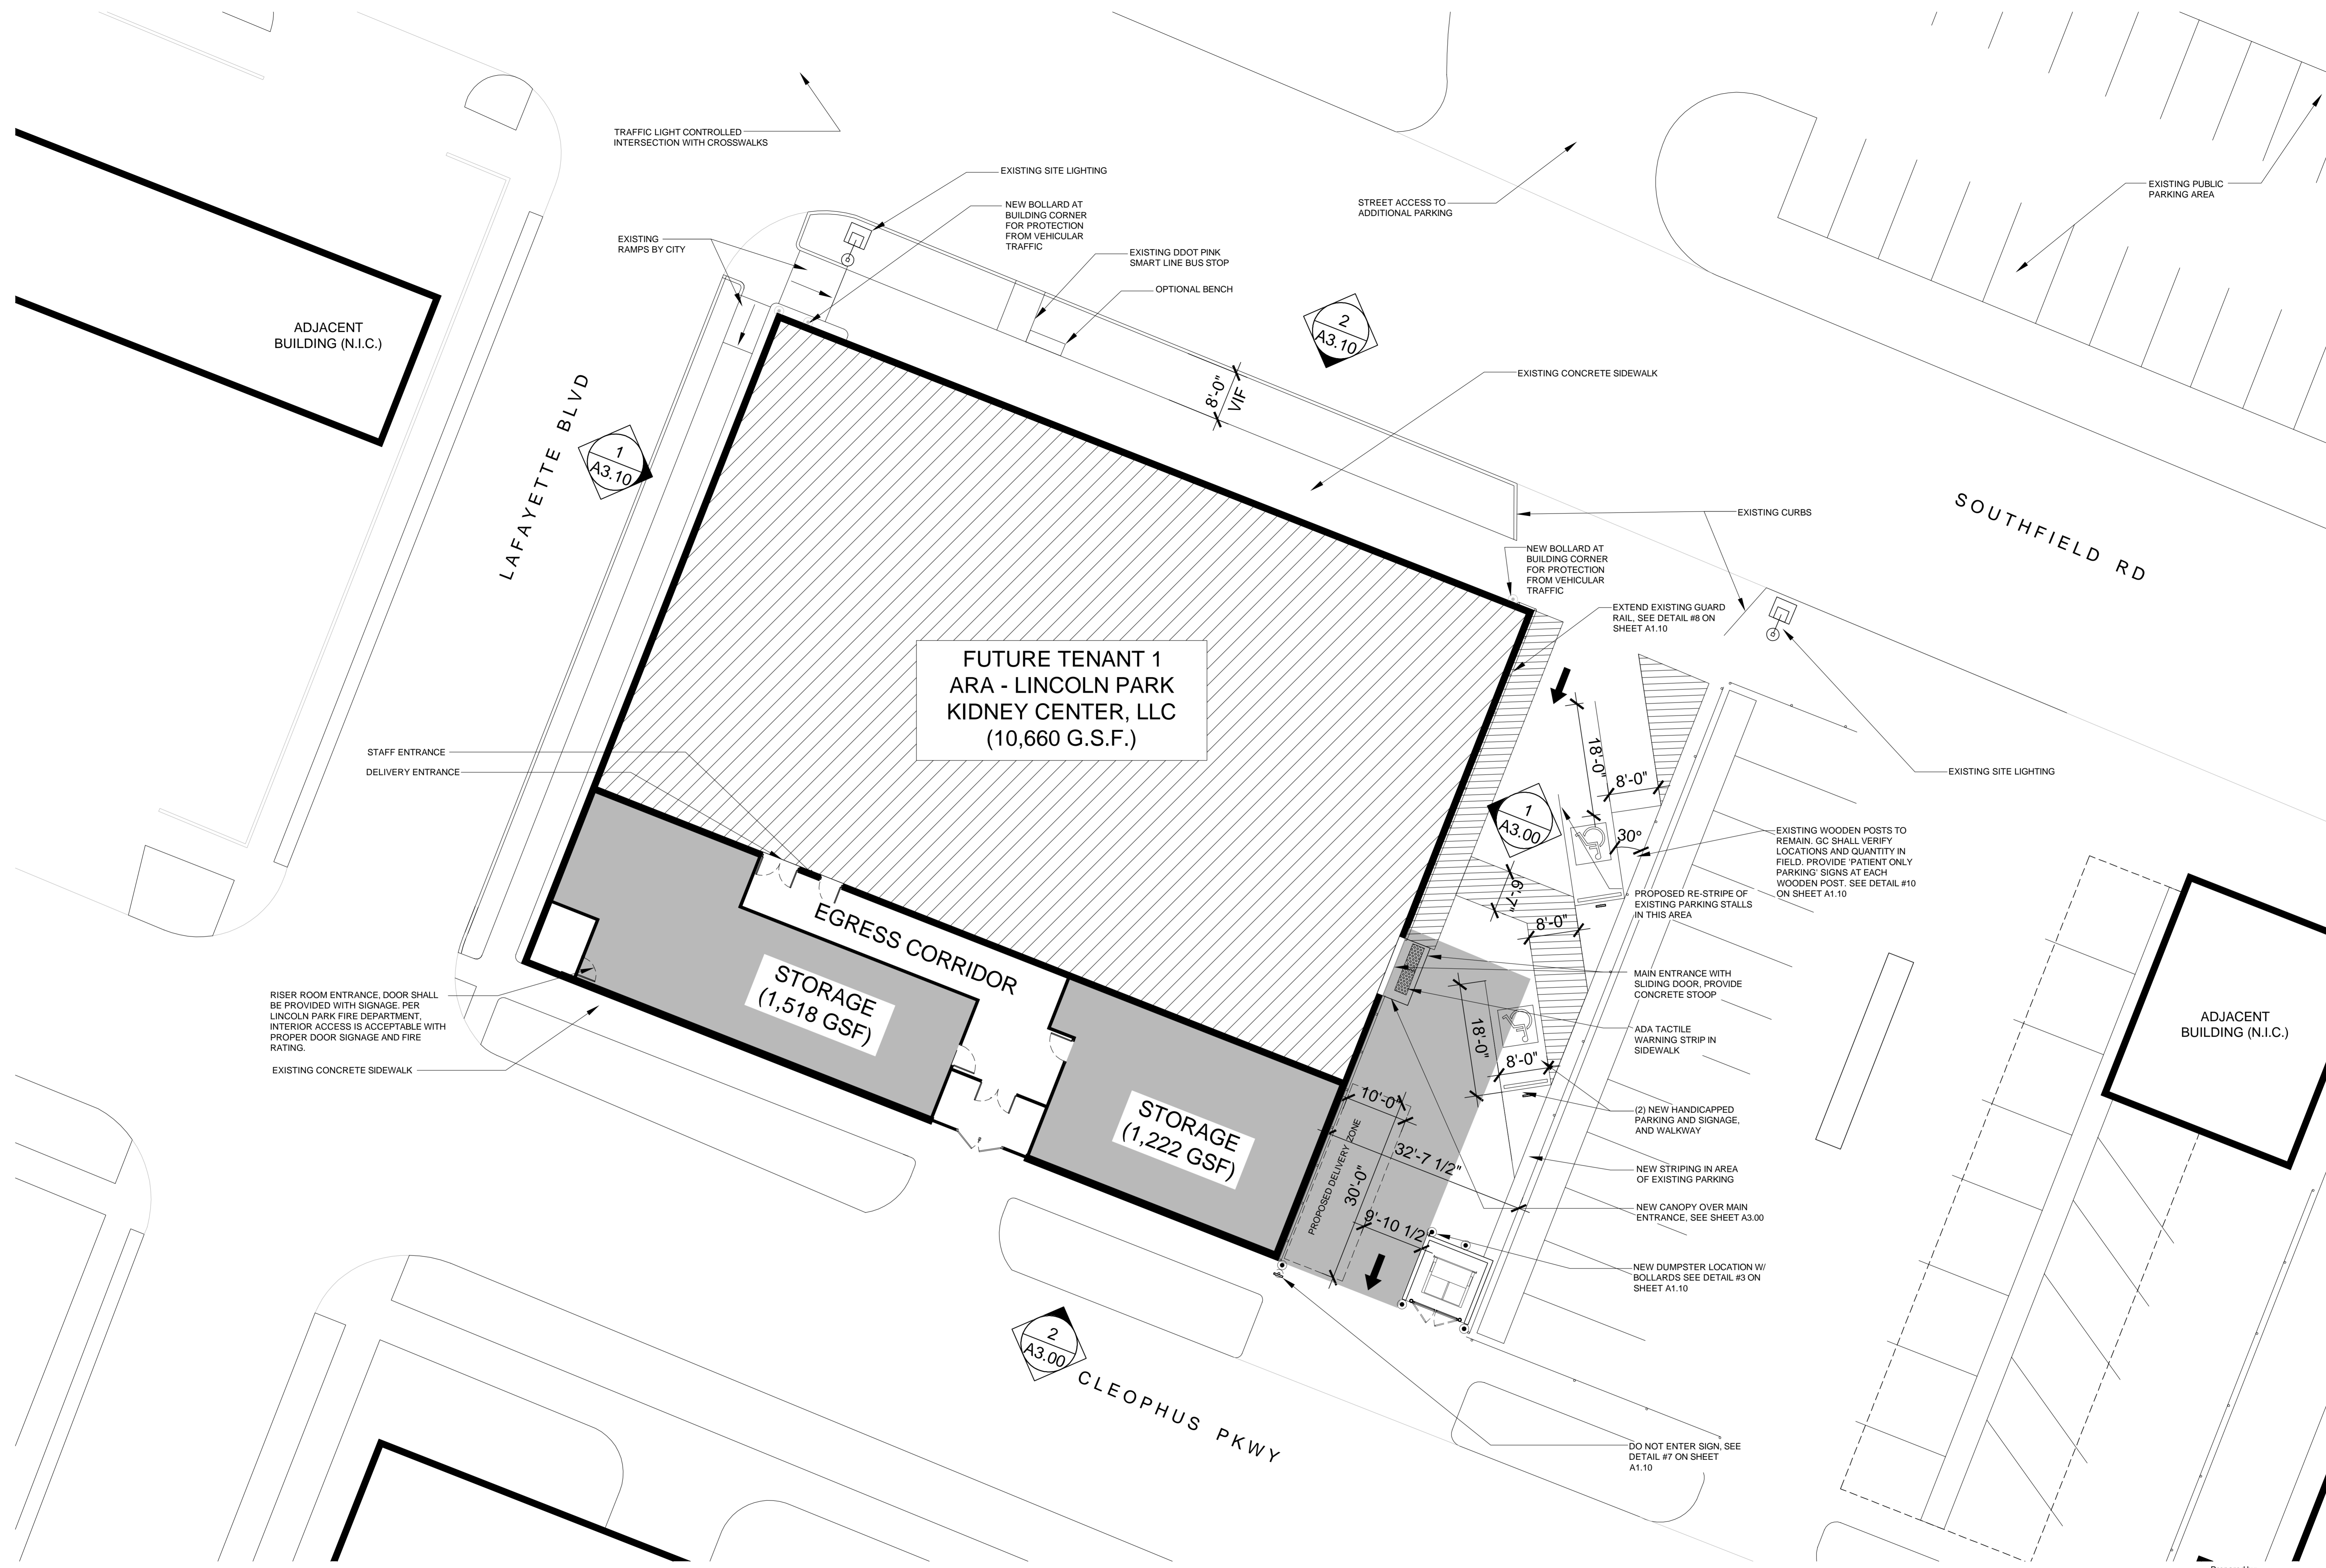 TRAFFIC LIGHT CONTROLLED
INTERSECTION WITH CROSSWALKS
EXISTING SITE LIGHTING
NEW BOLLARD AT
BUILDING CORNER
FOR PROTECTION
FROM VEHICULAR
TRAFFIC
EXISTING
RAMPS BY CITY
EXISTING DDOT PINK
SMART LINE BUS STOP
OPTIONAL BENCH
STREET ACCESS TO
ADDITIONAL PARKING
EXISTING PUBLIC
PARKING AREA
ADJACENT
BUILDING (N.I.C.)
2
A3.10
8'-0"
VIF
EXISTING CONCRETE SIDEWALK
LAFAYETTE BLVD
1
A3.10
SOUTHFIELD RD
EXISTING CURBS
NEW BOLLARD AT
BUILDING CORNER
FOR PROTECTION
FROM VEHICULAR
TRAFFIC
EXTEND EXISTING GUARD
RAIL, SEE DETAIL #8 ON
SHEET A1.10
FUTURE TENANT 1
ARA - LINCOLN PARK
KIDNEY CENTER, LLC
(10,660 G.S.F.)
STAFF ENTRANCE
DELIVERY ENTRANCE
18'-0"
8'-0"
EXISTING SITE LIGHTING
1
A3.00
30°
EXISTING WOODEN POSTS TO
REMAIN. GC SHALL VERIFY
LOCATIONS AND QUANTITY IN
FIELD. PROVIDE 'PATIENT ONLY
PARKING' SIGNS AT EACH
WOODEN POST. SEE DETAIL #10
ON SHEET A1.10
6'-7"
PROPOSED RE-STRIPE OF
EXISTING PARKING STALLS
IN THIS AREA
8'-0"
EGRESS CORRIDOR
STORAGE
(1,518 GSF)
MAIN ENTRANCE WITH
SLIDING DOOR, PROVIDE
CONCRETE STOOP
RISER ROOM ENTRANCE, DOOR SHALL
BE PROVIDED WITH SIGNAGE. PER
LINCOLN PARK FIRE DEPARTMENT,
INTERIOR ACCESS IS ACCEPTABLE WITH
PROPER DOOR SIGNAGE AND FIRE
RATING.
EXISTING CONCRETE SIDEWALK
18'-0"
8'-0"
ADA TACTILE
WARNING STRIP IN
SIDEWALK
ADJACENT
BUILDING (N.I.C.)
STORAGE
(1,222 GSF)
10'-0"
PROPOSED DELIVERY ZONE
32'-7 1/2"
30'-0"
9'-10 1/2"
(2) NEW HANDICAPPED
PARKING AND SIGNAGE,
AND WALKWAY
NEW STRIPING IN AREA
OF EXISTING PARKING
NEW CANOPY OVER MAIN
ENTRANCE, SEE SHEET A3.00
NEW DUMPSTER LOCATION W/
BOLLARDS SEE DETAIL #3 ON
SHEET A1.10
2
A3.00
CLEOPHUS PKWY
DO NOT ENTER SIGN, SEE
DETAIL #7 ON SHEET
A1.10